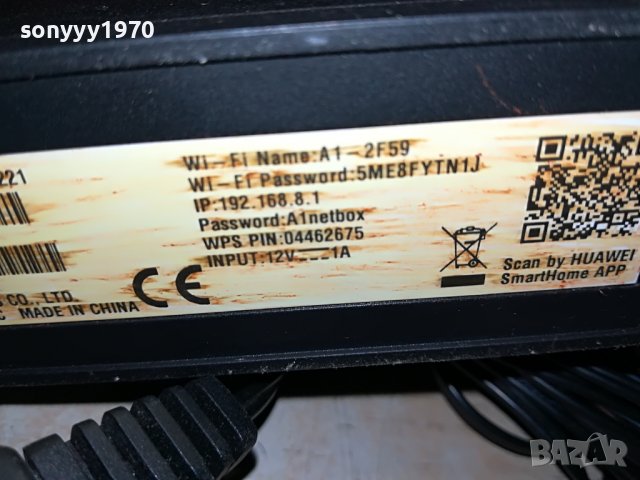 sonyyy1970
221
Wi-Fi Name:A1-2F59
Wi-Fi Password:5ME8FYTN1J
IP:192.168.8.1
Password:A1netbox
WPS PIN:04462675
INPUT:12V⎓1A
CE
CO., LTD.
MADE IN CHINA
Scan by HUAWEI
SmartHome APP
BAZAR